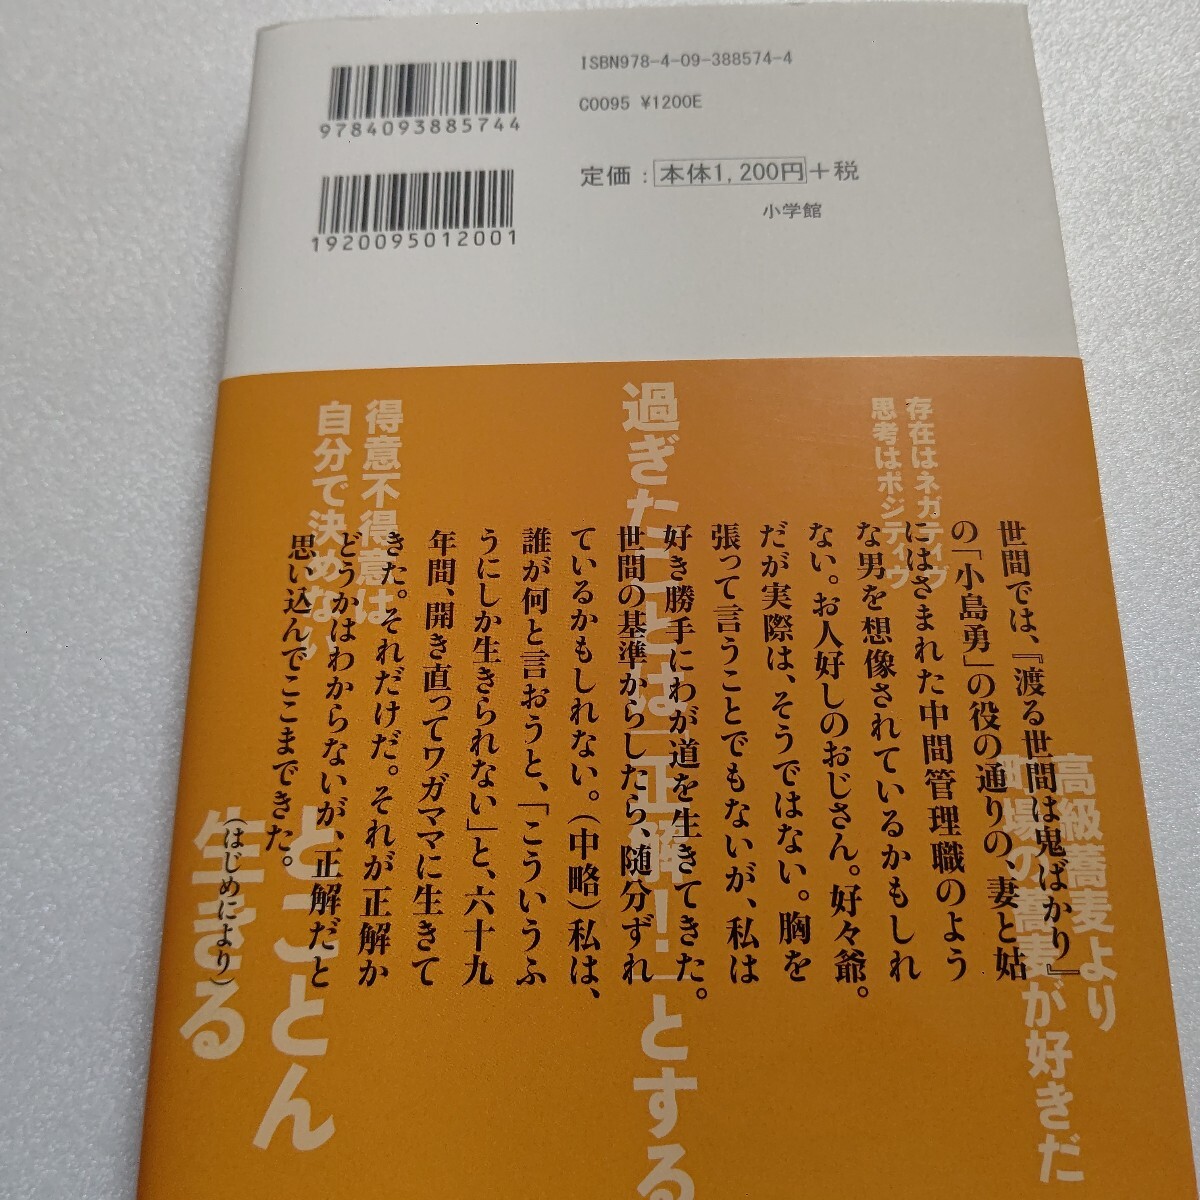 ISBN978-4-09-388574-4
C0095 ¥1200E
9784093885744
定価：本体1,200円＋税
小学館
1920095012001
存在はネガティヴ
思考はポジティヴ
高級蕎麦より
町場の蕎麦が好きだ
過ぎたことは「正解！」とする
得意不得意は
自分で決めない
とことん
生きる
世間では、『渡る世間は鬼ばかり』
の「小島勇」の役の通りの、妻と姑
にはさまれた中間管理職のよう
な男を想像されているかもしれ
ない。お人好しのおじさん。好々爺。
だが実際は、そうではない。胸を
張って言うことでもないが、私は
好き勝手にわが道を生きてきた。
世間の基準からしたら、随分ずれ
ているかもしれない。（中略）私は、
誰が何と言おうと、「こういうふ
うにしか生きられない」と、六十九
年間、開き直ってワガママに生きて
きた。それだけだ。それが正解か
どうかはわからないが、正解だと
思い込んでここまできた。
（はじめにより）